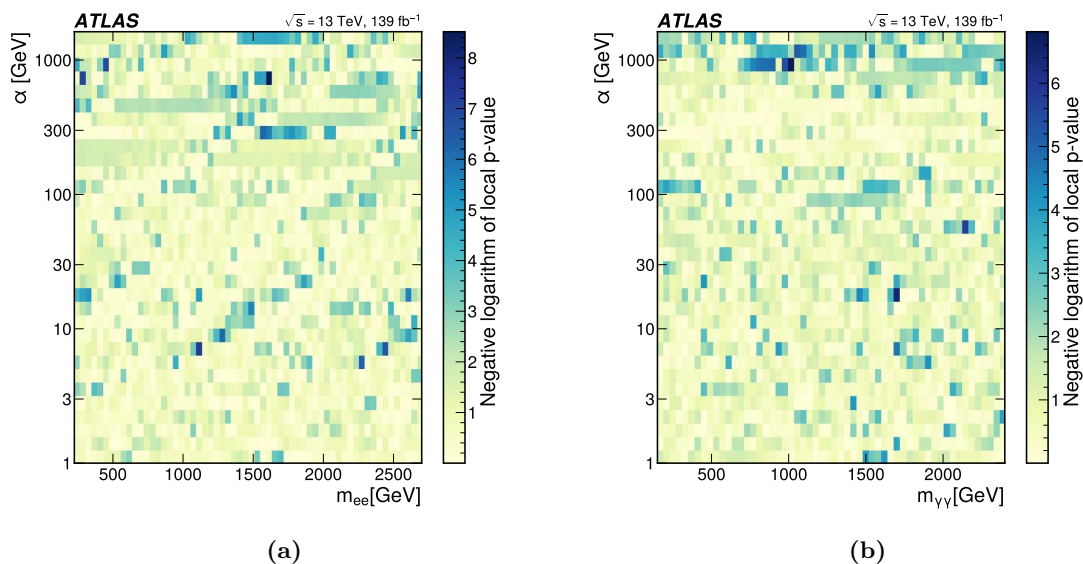 ATLAS √s = 13 TeV, 139 fb⁻¹
α [GeV]
1000
300
100
30
10
3
1
500 1000 1500 2000 2500
m_ee[GeV]
8
7
6
5
4
3
2
1
Negative logarithm of local p-value
(a)
ATLAS √s = 13 TeV, 139 fb⁻¹
α [GeV]
1000
300
100
30
10
3
1
500 1000 1500 2000
m_γγ[GeV]
6
5
4
3
2
1
Negative logarithm of local p-value
(b)